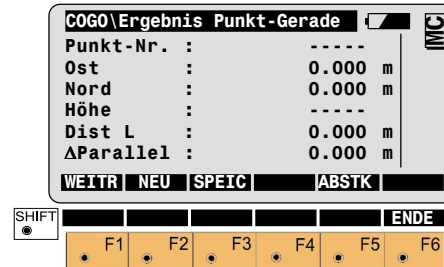 COGO\Ergebnis Punkt-Gerade MC
Punkt-Nr. : -----
Ost : 0.000 m
Nord : 0.000 m
Höhe : -----
Dist L : 0.000 m
ΔParallel : 0.000 m
WEITR NEU SPEIC ABSTK
SHIFT ENDE
F1 F2 F3 F4 F5 F6